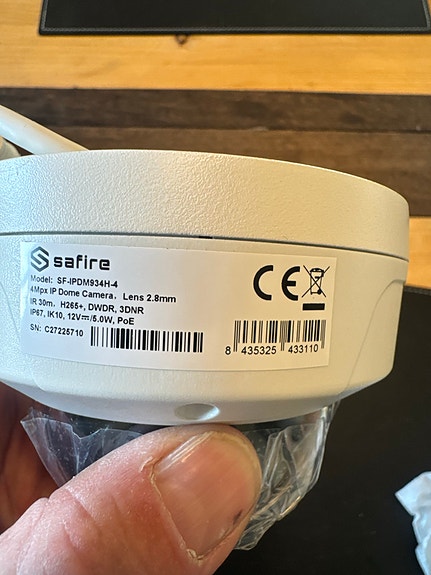 safire
Model: SF-IPDM934H-4
4Mpx IP Dome Camera, Lens 2.8mm
IR 30m, H265+, DWDR, 3DNR
IP67, IK10, 12V⎓/5.0W, PoE
SN: C27225710
CE
8 435325 433110